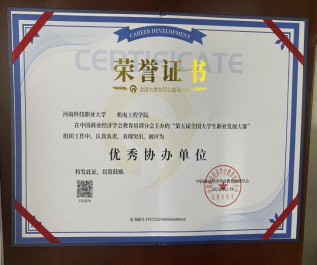 CAREER DEVELOPMENT
CERTIFICATE
荣誉证书
河南科技职业大学 机电工程学院
在中国商业经济学会教育培训分会主办的“第五届全国大学生职业发展大赛”
组织工作中，认真负责，表现突出，被评为
优秀协办单位
特发此证，以资鼓励。